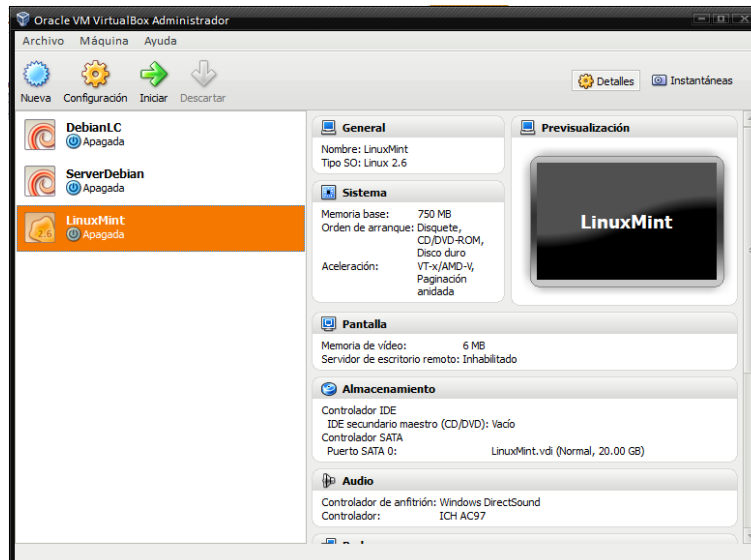 Oracle VM VirtualBox Administrador
Archivo Máquina Ayuda
Nueva Configuración Iniciar Descartar
Detalles Instantáneas
DebianLC
Apagada
ServerDebian
Apagada
2.6
LinuxMint
Apagada
General
Nombre: LinuxMint
Tipo SO: Linux 2.6
Sistema
Memoria base: 750 MB
Orden de arranque: Disquete,
CD/DVD-ROM,
Disco duro
Aceleración: VT-x/AMD-V,
Paginación
anidada
Previsualización
LinuxMint
Pantalla
Memoria de vídeo: 6 MB
Servidor de escritorio remoto: Inhabilitado
Almacenamiento
Controlador IDE
IDE secundario maestro (CD/DVD): Vacío
Controlador SATA
Puerto SATA 0: LinuxMint.vdi (Normal, 20.00 GB)
Audio
Controlador de anfitrión: Windows DirectSound
Controlador: ICH AC97